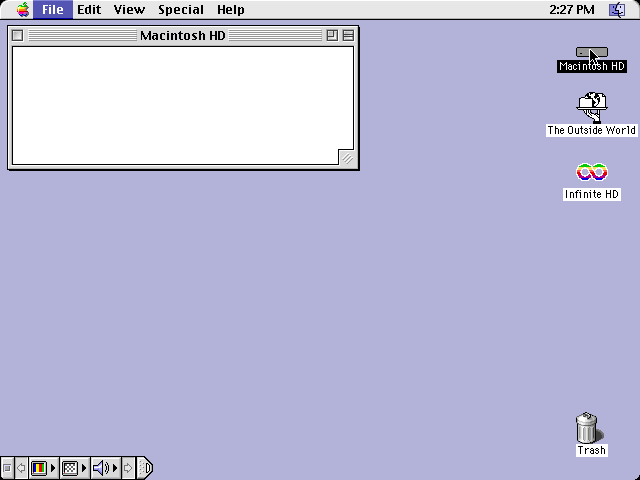 File Edit View Special Help 2:27 PM
Macintosh HD
Macintosh HD
The Outside World
Infinite HD
Trash